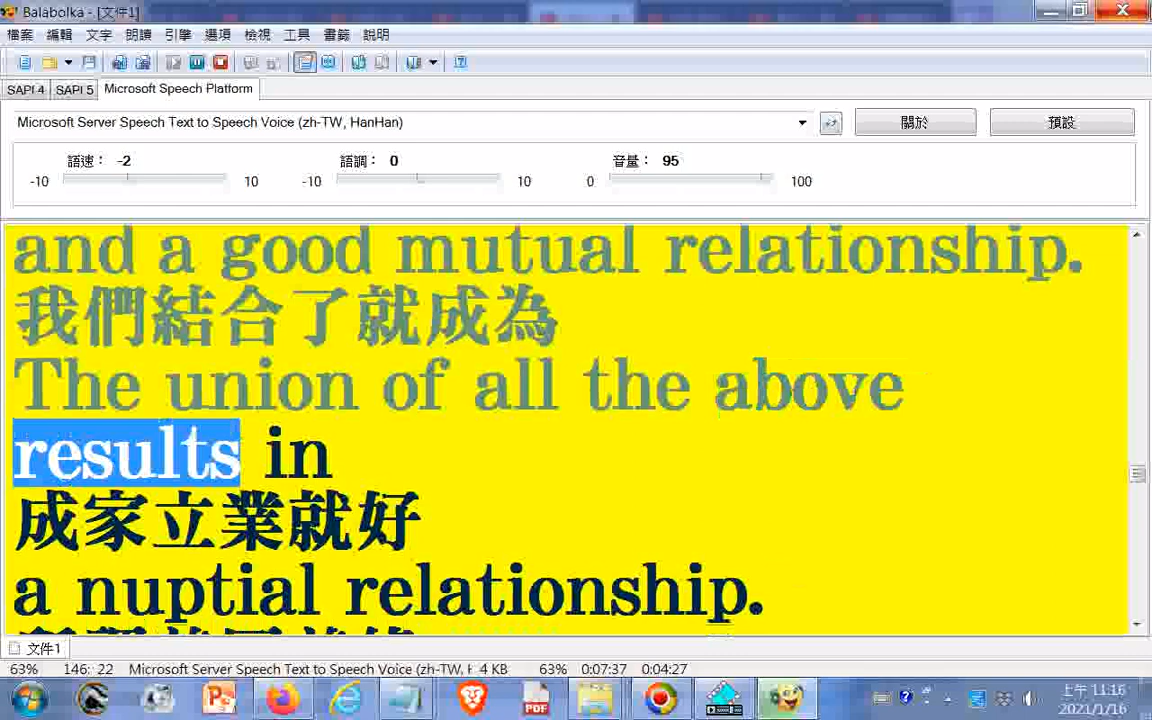 Balabolka - [文件1]
檔案 編輯 文字 朗讀 引擎 選項 檢視 工具 書籤 說明
SAPI 4 SAPI 5 Microsoft Speech Platform
Microsoft Server Speech Text to Speech Voice (zh-TW, HanHan) 關於 預設
語速： -2 語調： 0 音量： 95
-10 10 -10 10 0 100
and a good mutual relationship.
我們結合了就成為
The union of all the above
results in
成家立業就好
a nuptial relationship.
文件1
63% 146: 22 Microsoft Server Speech Text to Speech Voice (zh-TW, H 4 KB 63% 0:07:37 0:04:27
PDF
上午 11:16
2021/1/16